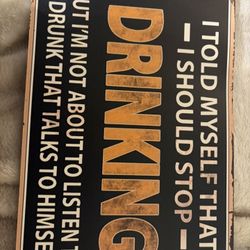 I TOLD MYSELF THAT
— I SHOULD STOP —
DRINKING
UT I'M NOT ABOUT TO LISTEN T
DRUNK THAT TALKS TO HIMSE